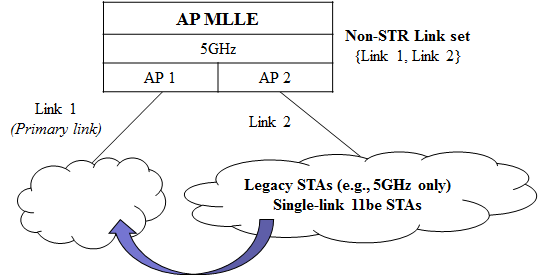 AP MLLE
5GHz
AP 1
AP 2
Non-STR Link set
{Link 1, Link 2}
Link 1
(Primary link)
Link 2
Legacy STAs (e.g., 5GHz only)
Single-link 11be STAs